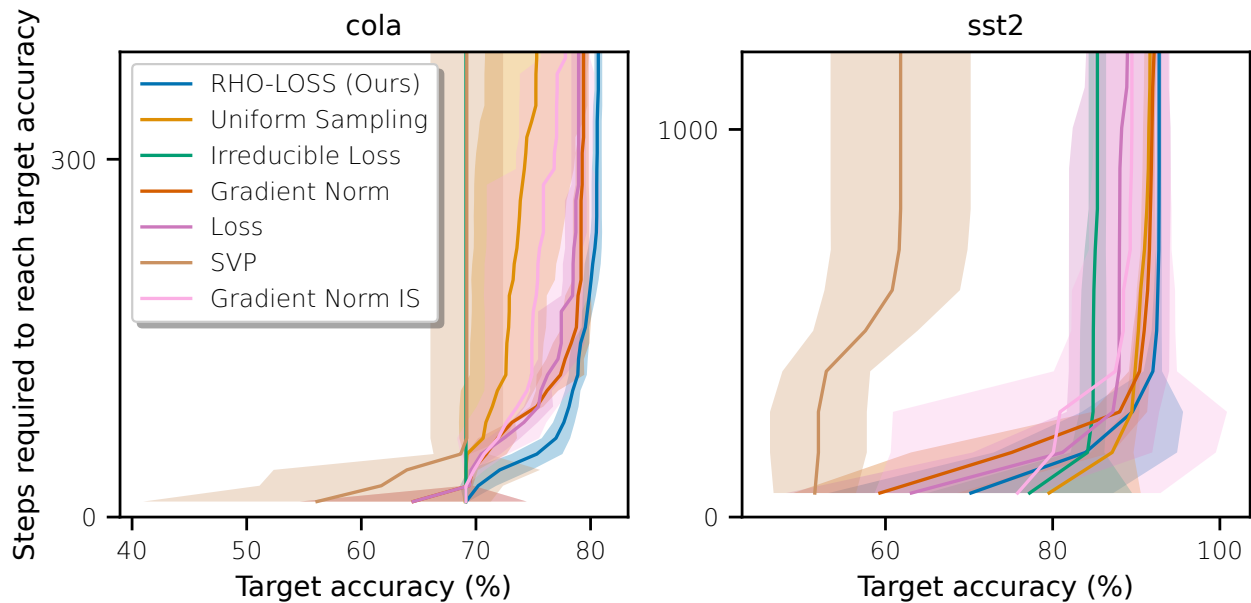 cola
sst2
Steps required to reach target accuracy
300
0
RHO-LOSS (Ours)
Uniform Sampling
Irreducible Loss
Gradient Norm
Loss
SVP
Gradient Norm IS
40
50
60
70
80
Target accuracy (%)
1000
0
60
80
100
Target accuracy (%)